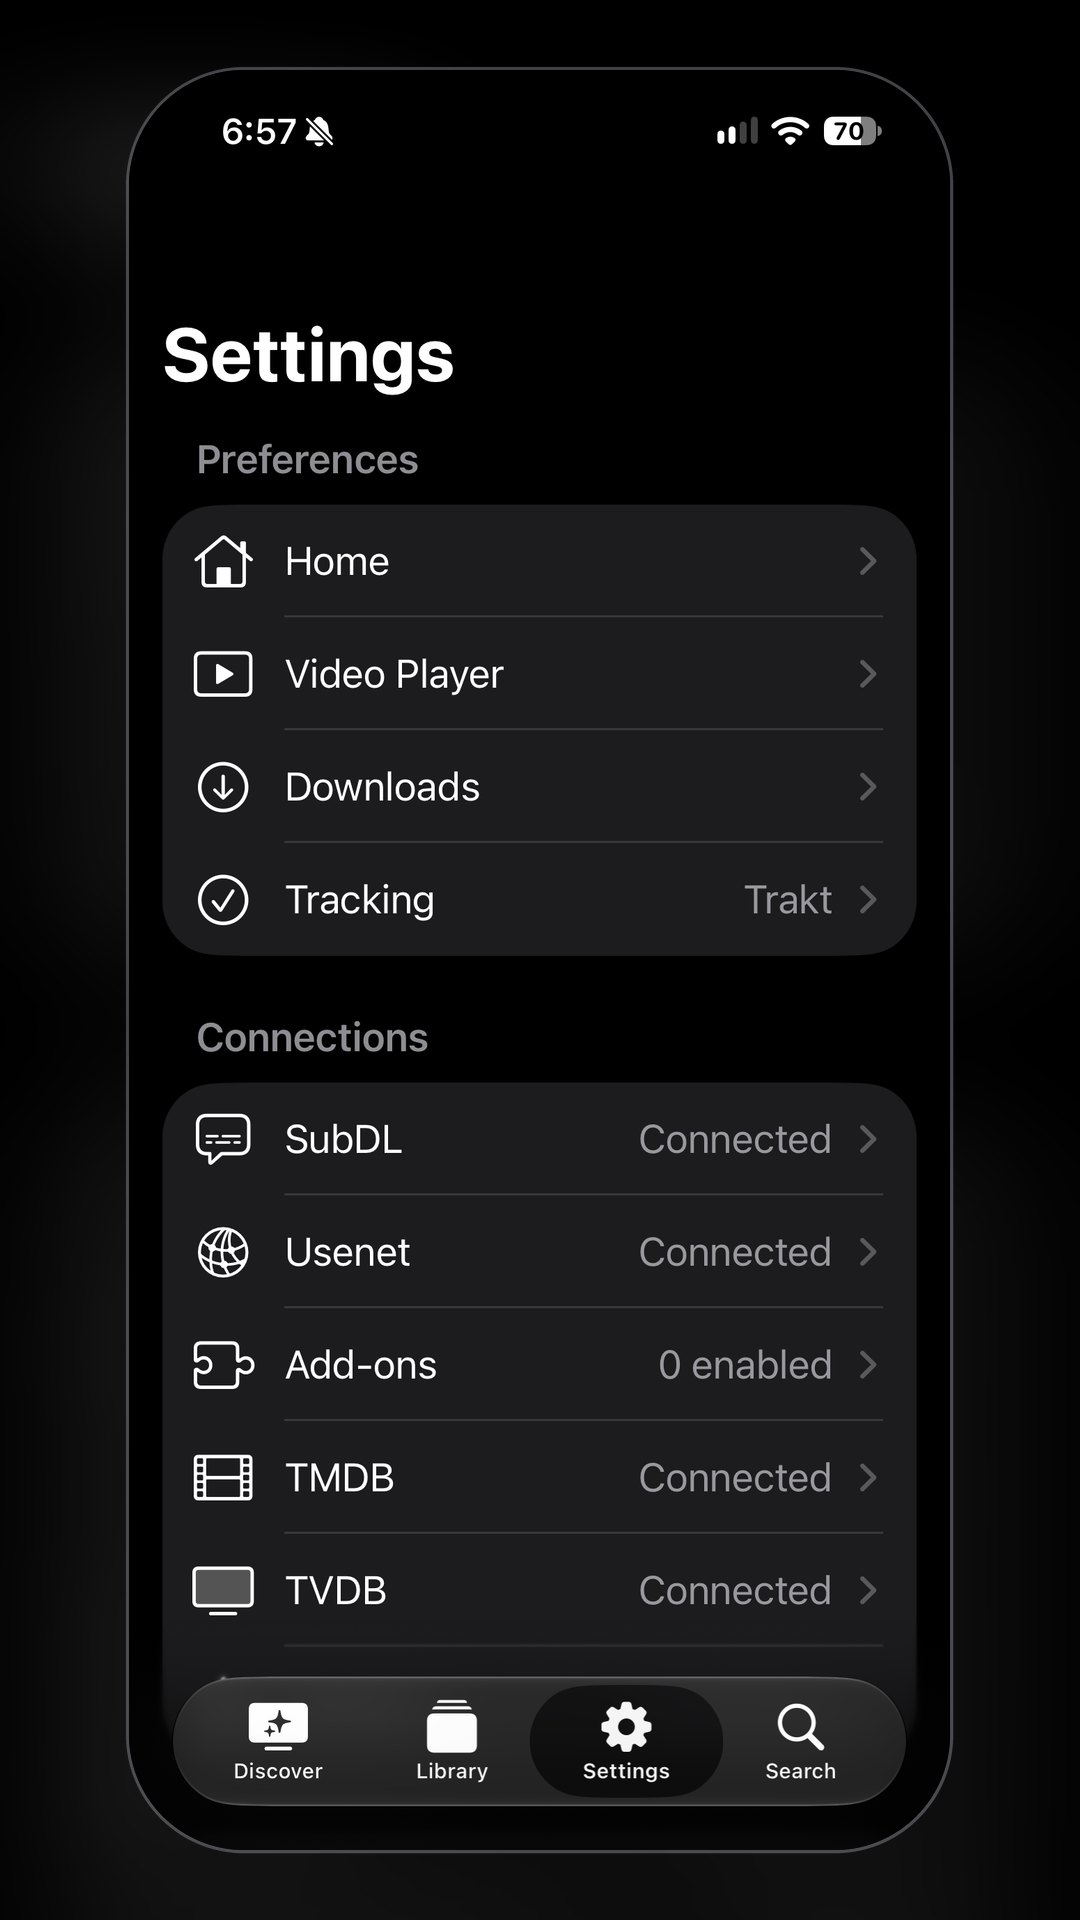 6:57
70
Settings
Preferences
Home
Video Player
Downloads
Tracking Trakt
Connections
SubDL Connected
Usenet Connected
Add-ons 0 enabled
TMDB Connected
TVDB Connected
Discover Library Settings Search